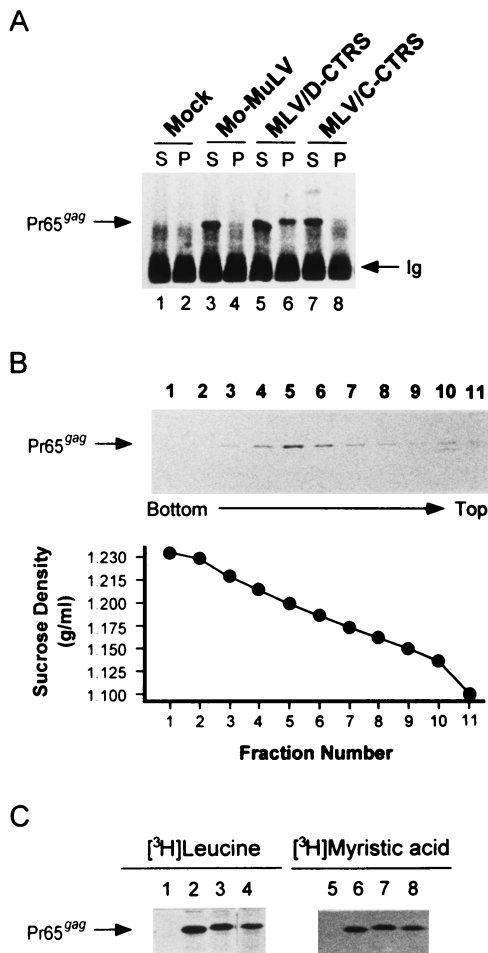 A
Mock Mo-MuLV MLV/D-CTRS MLV/C-CTRS
S P S P S P S P
Pr65gag
Ig
1 2 3 4 5 6 7 8
B
1 2 3 4 5 6 7 8 9 10 11
Pr65gag
Bottom Top
Sucrose Density
(g/ml)
1.230
1.215
1.200
1.150
1.125
1.100
1 2 3 4 5 6 7 8 9 10 11
Fraction Number
C
[3H]Leucine [3H]Myristic acid
1 2 3 4 5 6 7 8
Pr65gag